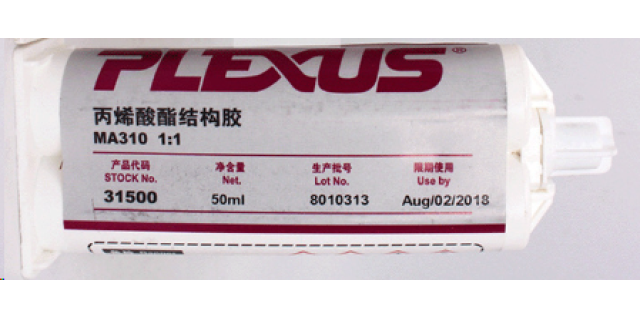 PLEXUS®
丙烯酸酯结构胶
MA310 1:1
产品代码 净含量 生产批号 限期使用
STOCK No. Net. Lot No. Use by
31500 50ml 8010313 Aug/02/2018